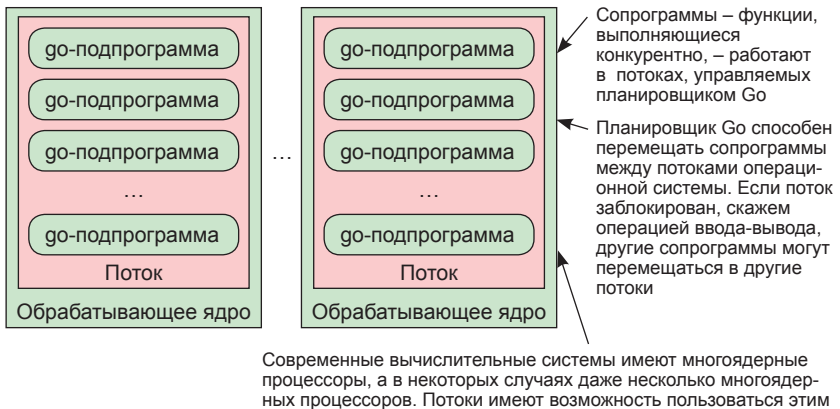 go-подпрограмма
go-подпрограмма
go-подпрограмма
…
go-подпрограмма
Поток
Обрабатывающее ядро
…
go-подпрограмма
go-подпрограмма
go-подпрограмма
…
go-подпрограмма
Поток
Обрабатывающее ядро
Сопрограммы – функции,
выполняющиеся
конкурентно, – работают
в потоках, управляемых
планировщиком Go
Планировщик Go способен
перемещать сопрограммы
между потоками операци-
онной системы. Если поток
заблокирован, скажем
операцией ввода-вывода,
другие сопрограммы могут
перемещаться в другие
потоки
Современные вычислительные системы имеют многоядерные
процессоры, а в некоторых случаях даже несколько многоядер-
ных процессоров. Потоки имеют возможность пользоваться этим